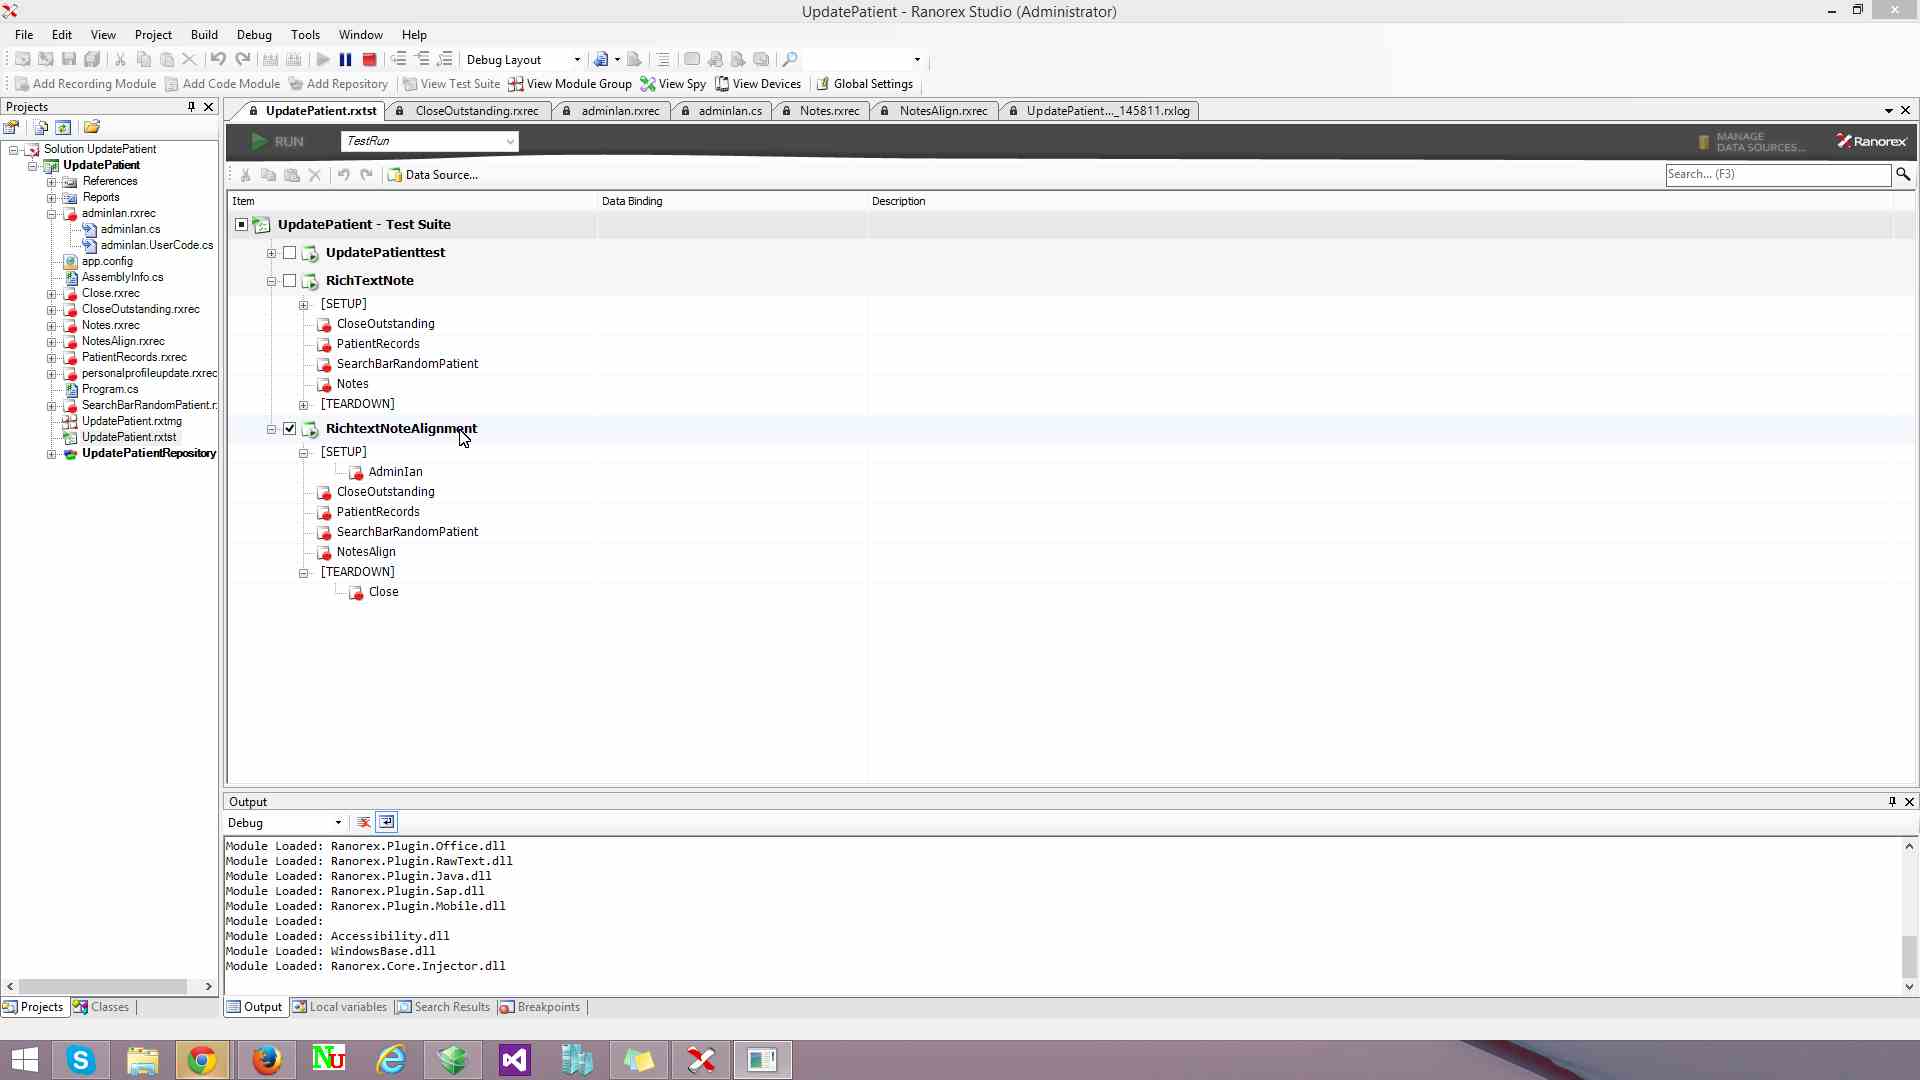 UpdatePatient - Ranorex Studio (Administrator)
File Edit View Project Build Debug Tools Window Help
Debug Layout
Add Recording Module Add Code Module Add Repository View Test Suite View Module Group View Spy View Devices Global Settings
Projects
UpdatePatient.rxtst CloseOutstanding.rxrec adminIan.rxrec adminIan.cs Notes.rxrec NotesAlign.rxrec UpdatePatient..._145811.rxlog
RUN TestRun MANAGE DATA SOURCES... Ranorex
Data Source... Search... (F3)
Item Data Binding Description
Solution UpdatePatient
UpdatePatient
References
Reports
adminIan.rxrec
adminIan.cs
adminIan.UserCode.cs
app.config
AssemblyInfo.cs
Close.rxrec
CloseOutstanding.rxrec
Notes.rxrec
NotesAlign.rxrec
PatientRecords.rxrec
personalprofileupdate.rxrec
Program.cs
SearchBarRandomPatient.r
UpdatePatient.rxtmg
UpdatePatient.rxtst
UpdatePatientRepository
UpdatePatient - Test Suite
UpdatePatienttest
RichTextNote
[SETUP]
CloseOutstanding
PatientRecords
SearchBarRandomPatient
Notes
[TEARDOWN]
RichtextNoteAlignment
[SETUP]
AdminIan
CloseOutstanding
PatientRecords
SearchBarRandomPatient
NotesAlign
[TEARDOWN]
Close
Output
Debug
Module Loaded: Ranorex.Plugin.Office.dll
Module Loaded: Ranorex.Plugin.RawText.dll
Module Loaded: Ranorex.Plugin.Java.dll
Module Loaded: Ranorex.Plugin.Sap.dll
Module Loaded: Ranorex.Plugin.Mobile.dll
Module Loaded:
Module Loaded: Accessibility.dll
Module Loaded: WindowsBase.dll
Module Loaded: Ranorex.Core.Injector.dll
Projects Classes Output Local variables Search Results Breakpoints
Nu